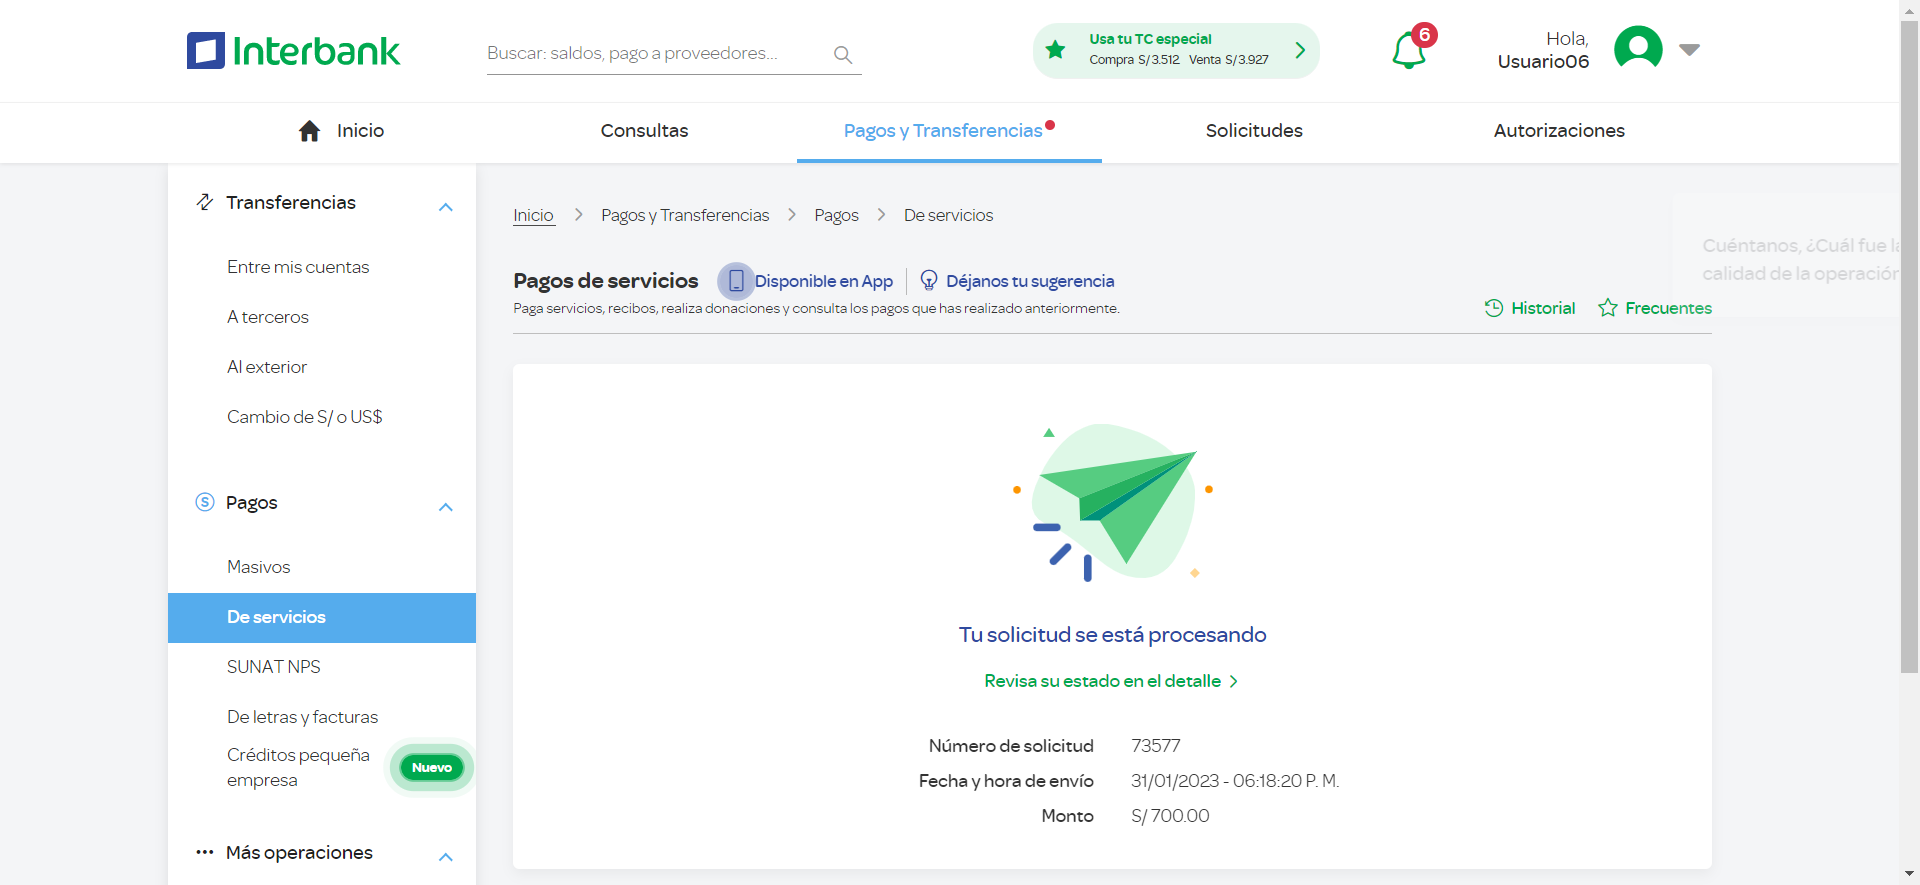 Interbank
Buscar: saldos, pago a proveedores...
Usa tu TC especial
Compra S/3.512 Venta S/3.927
6
Hola,
Usuario06
Inicio
Consultas
Pagos y Transferencias
Solicitudes
Autorizaciones
Transferencias
Entre mis cuentas
A terceros
Al exterior
Cambio de S/ o US$
Pagos
Masivos
De servicios
SUNAT NPS
De letras y facturas
Créditos pequeña
empresa
Nuevo
Más operaciones
Inicio > Pagos y Transferencias > Pagos > De servicios
Pagos de servicios
Disponible en App
Déjanos tu sugerencia
Paga servicios, recibos, realiza donaciones y consulta los pagos que has realizado anteriormente.
Historial
Frecuentes
Cuéntanos, ¿Cuál fue la
calidad de la operación
Tu solicitud se está procesando
Revisa su estado en el detalle
Número de solicitud 73577
Fecha y hora de envío 31/01/2023 - 06:18:20 P. M.
Monto S/ 700.00